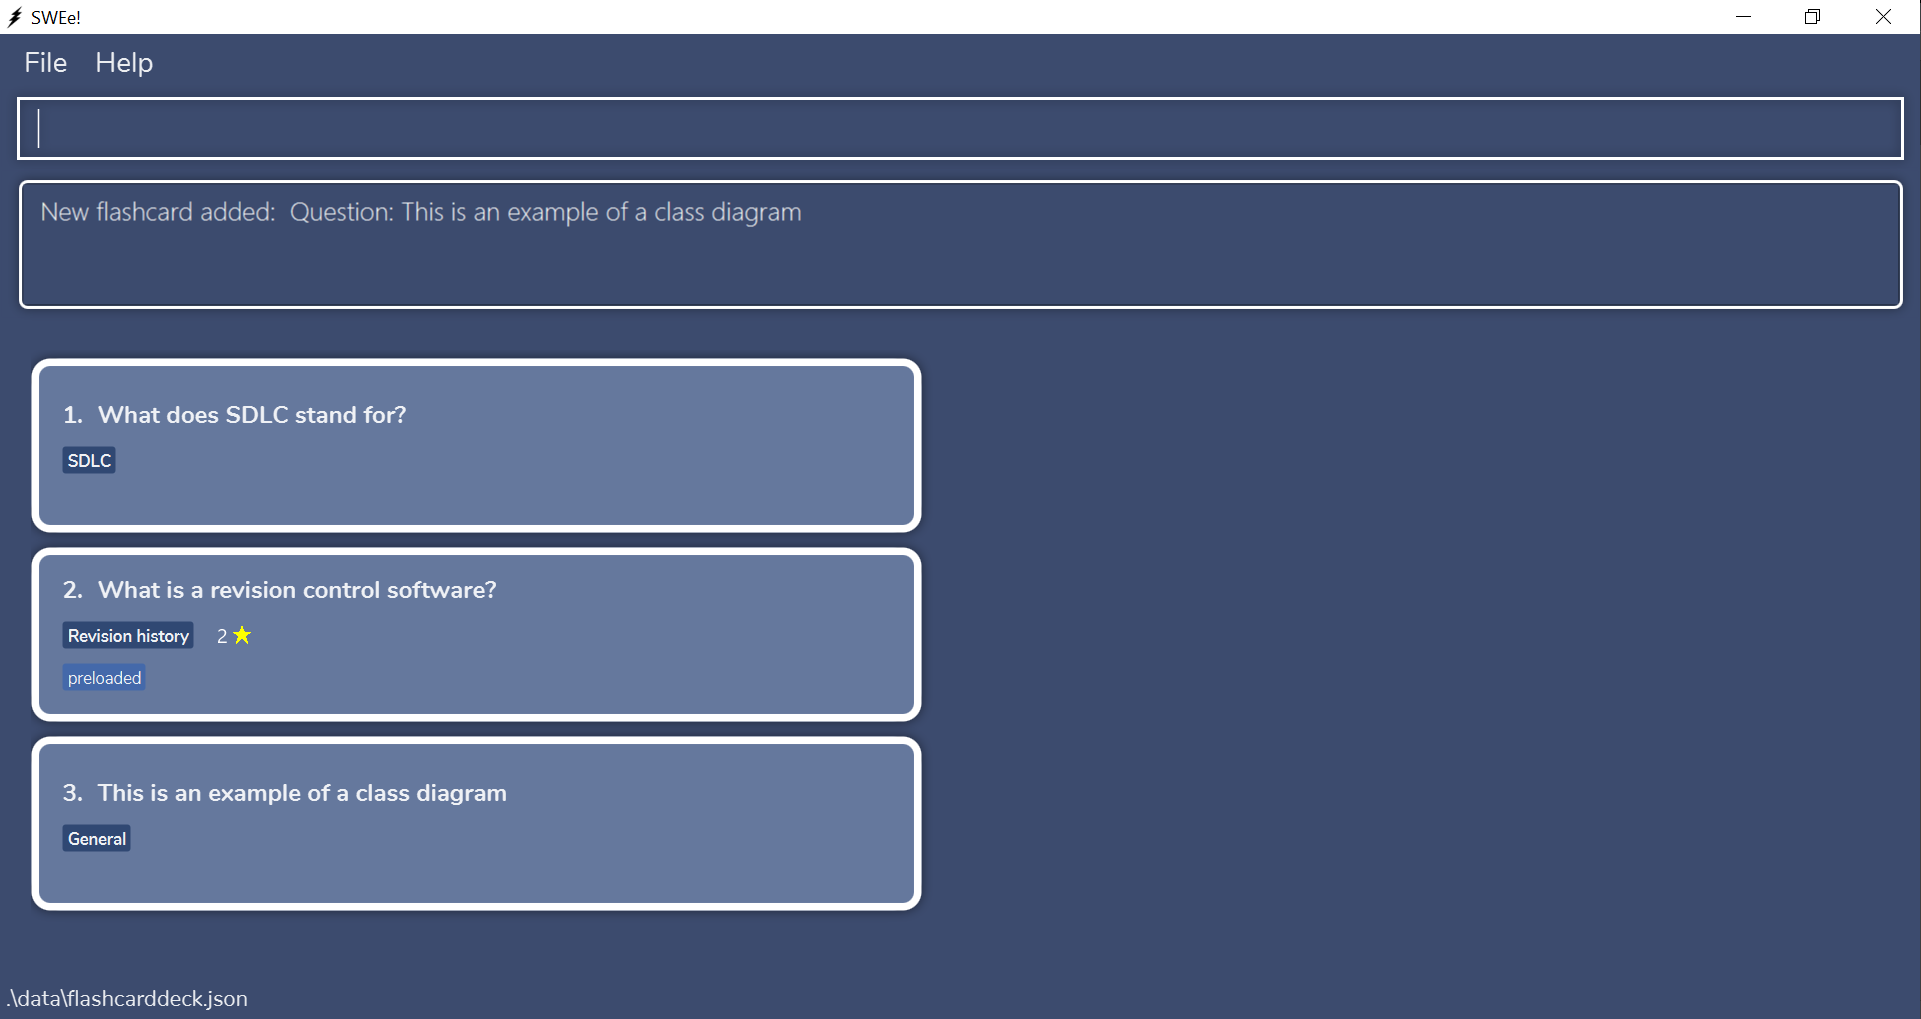 SWEe!
File Help
New flashcard added: Question: This is an example of a class diagram
1. What does SDLC stand for?
SDLC
2. What is a revision control software?
Revision history 2 ★
preloaded
3. This is an example of a class diagram
General
.\data\flashcarddeck.json